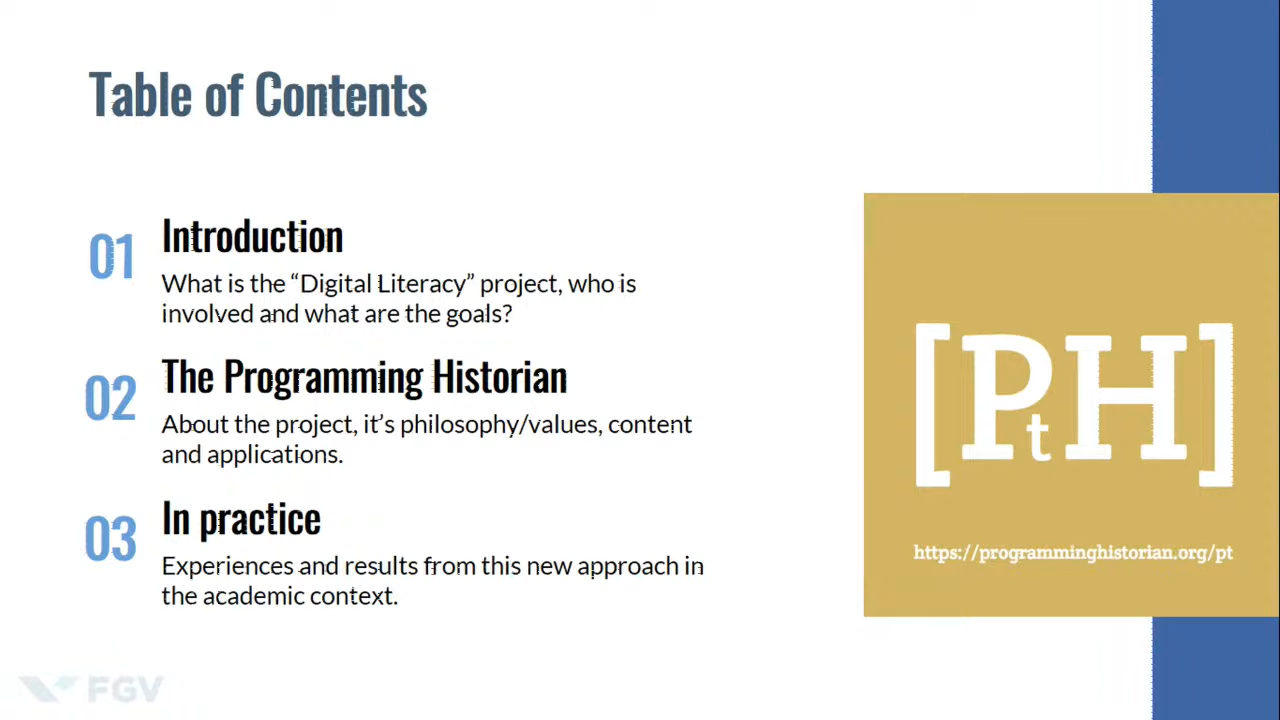 Table of Contents
01
Introduction
What is the “Digital Literacy” project, who is
involved and what are the goals?
02
The Programming Historian
About the project, it’s philosophy/values, content
and applications.
03
In practice
Experiences and results from this new approach in
the academic context.
[PtH]
https://programminghistorian.org/pt
FGV